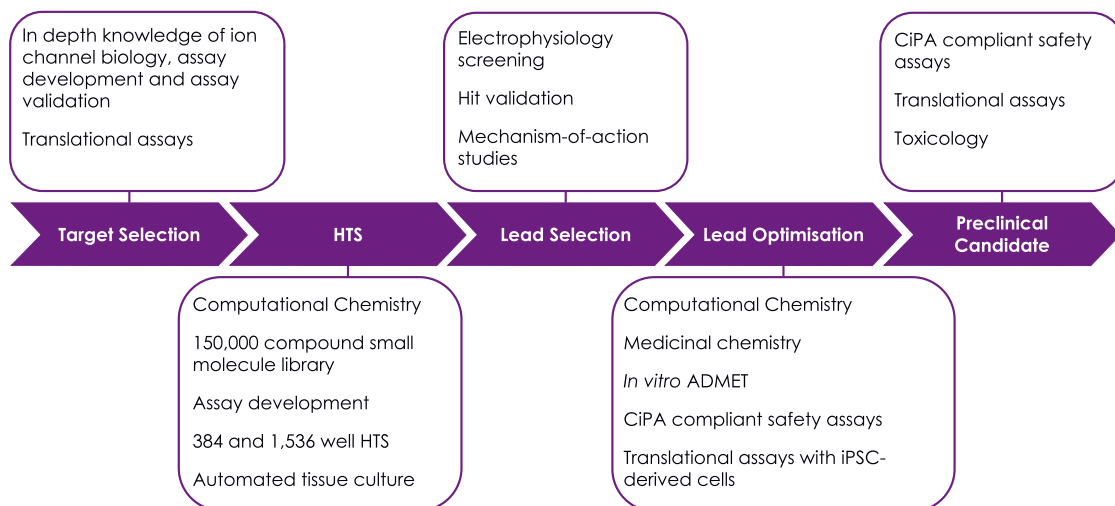 In depth knowledge of ion
channel biology, assay
development and assay
validation
Translational assays
Electrophysiology
screening
Hit validation
Mechanism-of-action
studies
CiPA compliant safety
assays
Translational assays
Toxicology
Target Selection
HTS
Lead Selection
Lead Optimisation
Preclinical
Candidate
Computational Chemistry
150,000 compound small
molecule library
Assay development
384 and 1,536 well HTS
Automated tissue culture
Computational Chemistry
Medicinal chemistry
In vitro ADMET
CiPA compliant safety assays
Translational assays with iPSC-
derived cells